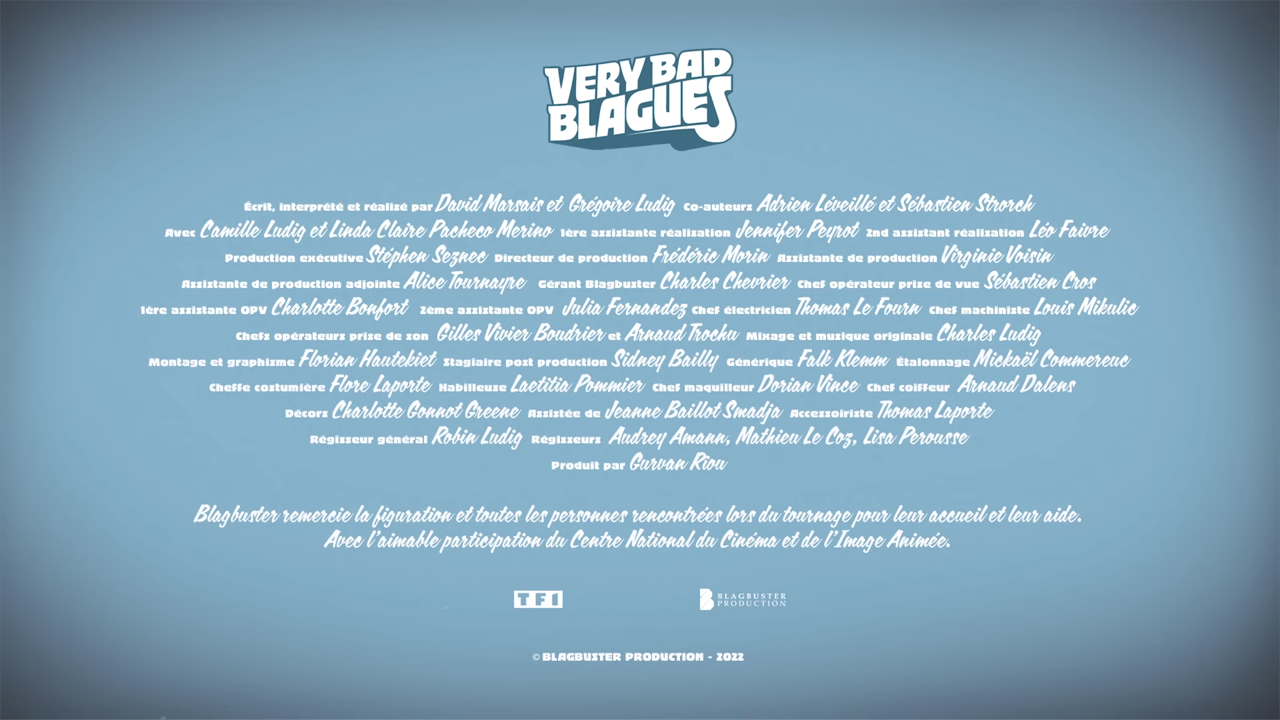 VERY BAD
BLAGUES
Écrit, interprété et réalisé par David Marsais et Grégoire Ludig Co-auteurs Adrien Léveillé et Sébastien Strorch
Avec Camille Ludig et Linda Claire Pacheco Merino 1ère assistante réalisation Jennifer Peyrot 2nd assistant réalisation Léo Faivre
Production exécutive Stéphen Seznec Directeur de production Frédéric Morin Assistante de production Virginie Voisin
Assistante de production adjointe Alice Tournayre Gérant Blagbuster Charles Chevrier Chef opérateur prise de vue Sébastien Cros
1ère assistante OPV Charlotte Bonfort 2ème assistante OPV Julia Fernandez Chef électricien Thomas Le Fourn Chef machiniste Louis Mikulic
Chefs opérateurs prise de son Gilles Vivier Boudrier et Arnaud Trochu Mixage et musique originale Charles Ludig
Montage et graphisme Florian Hautekiet Stagiaire post production Sidney Bailly Générique Falk Klemm Étalonnage Mickaël Commereuc
Cheffe costumière Flore Laporte Habilleuse Laetitia Pommier Chef maquilleur Dorian Vince Chef coiffeur Arnaud Dalens
Décors Charlotte Gonnot Greene Assistée de Jeanne Baillot Smadja Accessoiriste Thomas Laporte
Régisseur général Robin Ludig Régisseurs Audrey Amann, Mathieu Le Coz, Lisa Perousse
Produit par Gurvan Riou
Blagbuster remercie la figuration et toutes les personnes rencontrées lors du tournage pour leur accueil et leur aide.
Avec l'aimable participation du Centre National du Cinéma et de l'Image Animée.
TF1
BLAGBUSTER
PRODUCTION
© BLAGBUSTER PRODUCTION - 2022